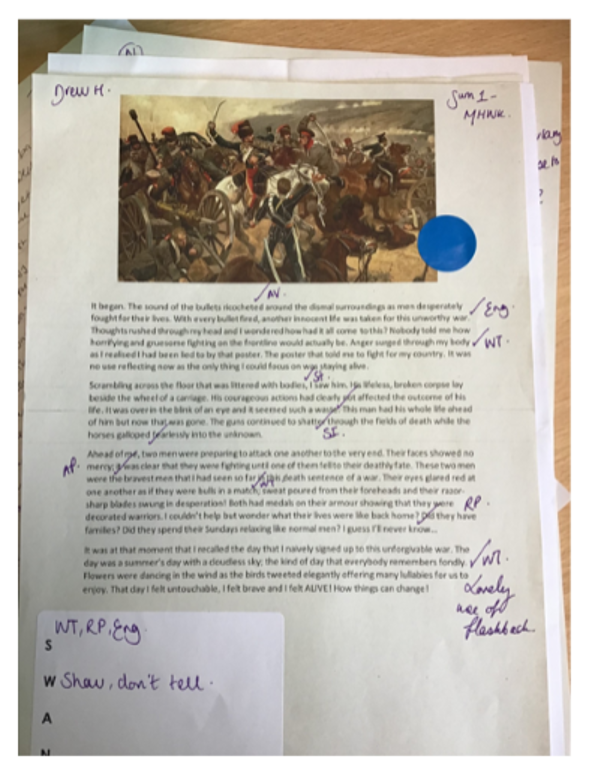 Drew H.
Sum 1 -
MHWK.
AV.
It began. The sound of the bullets ricocheted around the dismal surroundings as men desperately
fought for their lives. With every bullet fired, another innocent life was taken for this unworthy war.
Thoughts rushed through my head and I wondered how had it all come to this? Nobody told me how
horrifying and gruesome fighting on the frontline would actually be. Anger surged through my body
as I realised I had been lied to by that poster. The poster that told me to fight for my country. It was
no use reflecting now as the only thing I could focus on was staying alive.
Eng.
WT.
Scrambling across the floor that was littered with bodies, I saw him. His lifeless, broken corpse lay
beside the wheel of a carriage. His courageous actions had clearly not affected the outcome of his
life. It was over in the blink of an eye and it seemed such a waste. This man had his whole life ahead
of him but now that was gone. The guns continued to shatter through the fields of death while the
horses galloped fearlessly into the unknown.
Ahead of me, two men were preparing to attack one another to the very end. Their faces showed no
mercy; it was clear that they were fighting until one of them fell to their deathly fate. These two men
were the bravest men that I had seen so far in this death sentence of a war. Their eyes glared red at
one another as if they were bulls in a match; sweat poured from their foreheads and their razor-
sharp blades swung in desperation! Both had medals on their armour showing that they were
decorated warriors. I couldn't help but wonder what their lives were like back home? Did they have
families? Did they spend their Sundays relaxing like normal men? I guess I'll never know...
AP.
RP
It was at that moment that I recalled the day that I naively signed up to this unforgivable war. The
day was a summer's day with a cloudless sky; the kind of day that everybody remembers fondly.
Flowers were dancing in the wind as the birds tweeted elegantly offering many lullabies for us to
enjoy. That day I felt untouchable, I felt brave and I felt ALIVE! How things can change!
WT.
Lovely
use of
flashback.
WT, RP, Eng.
S
W Show, don't tell.
A
N